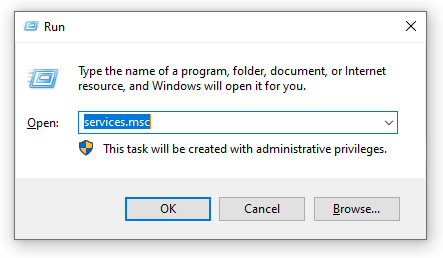 Run
Type the name of a program, folder, document, or Internet
resource, and Windows will open it for you.
Open: services.msc
This task will be created with administrative privileges.
OK Cancel Browse...